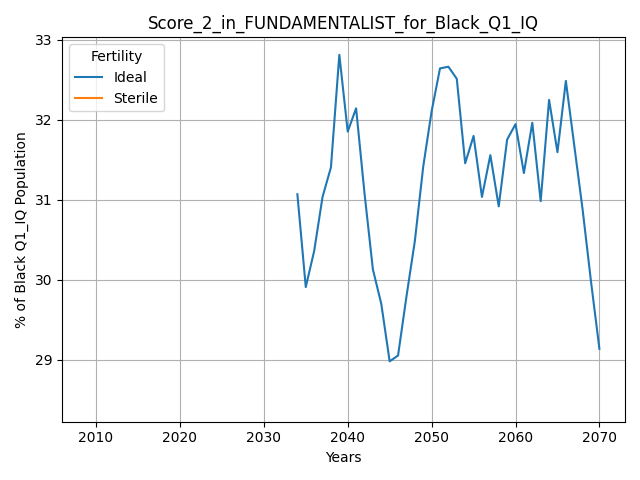 Score_2_in_FUNDAMENTALIST_for_Black_Q1_IQ
33
32
31
30
29
% of Black Q1_IQ Population
Fertility
Ideal
Sterile
2010 2020 2030 2040 2050 2060 2070
Years